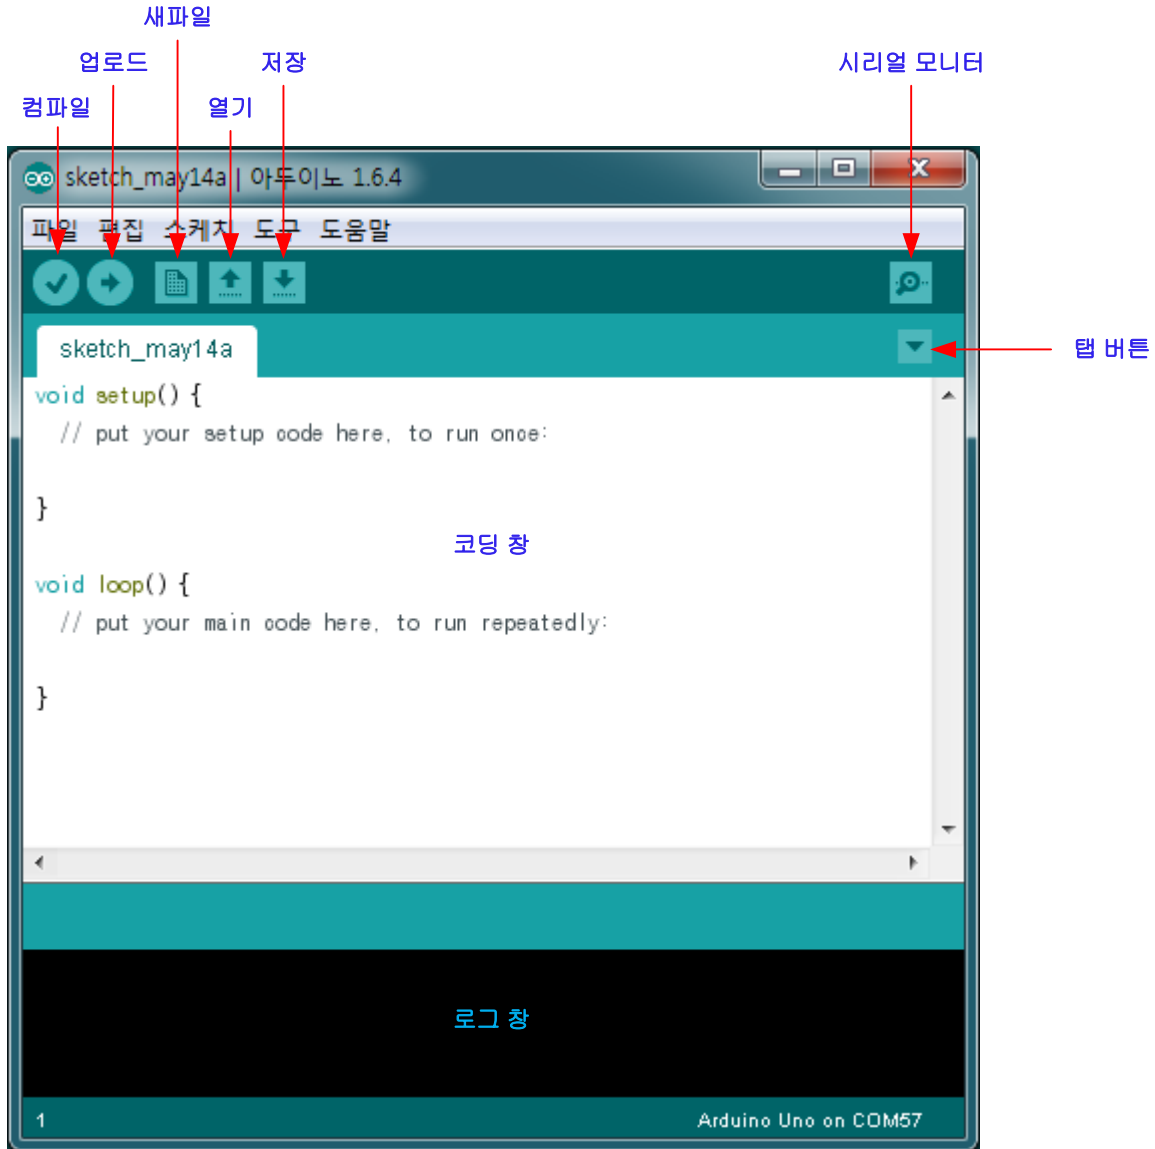 새파일
업로드
저장
시리얼 모니터
컴파일
열기
sketch_may14a | 아두이노 1.6.4
파일 편집 스케치 도구 도움말
sketch_may14a
탭 버튼
void setup() {
// put your setup code here, to run once:
}
코딩 창
void loop() {
// put your main code here, to run repeatedly:
}
로그 창
1
Arduino Uno on COM57